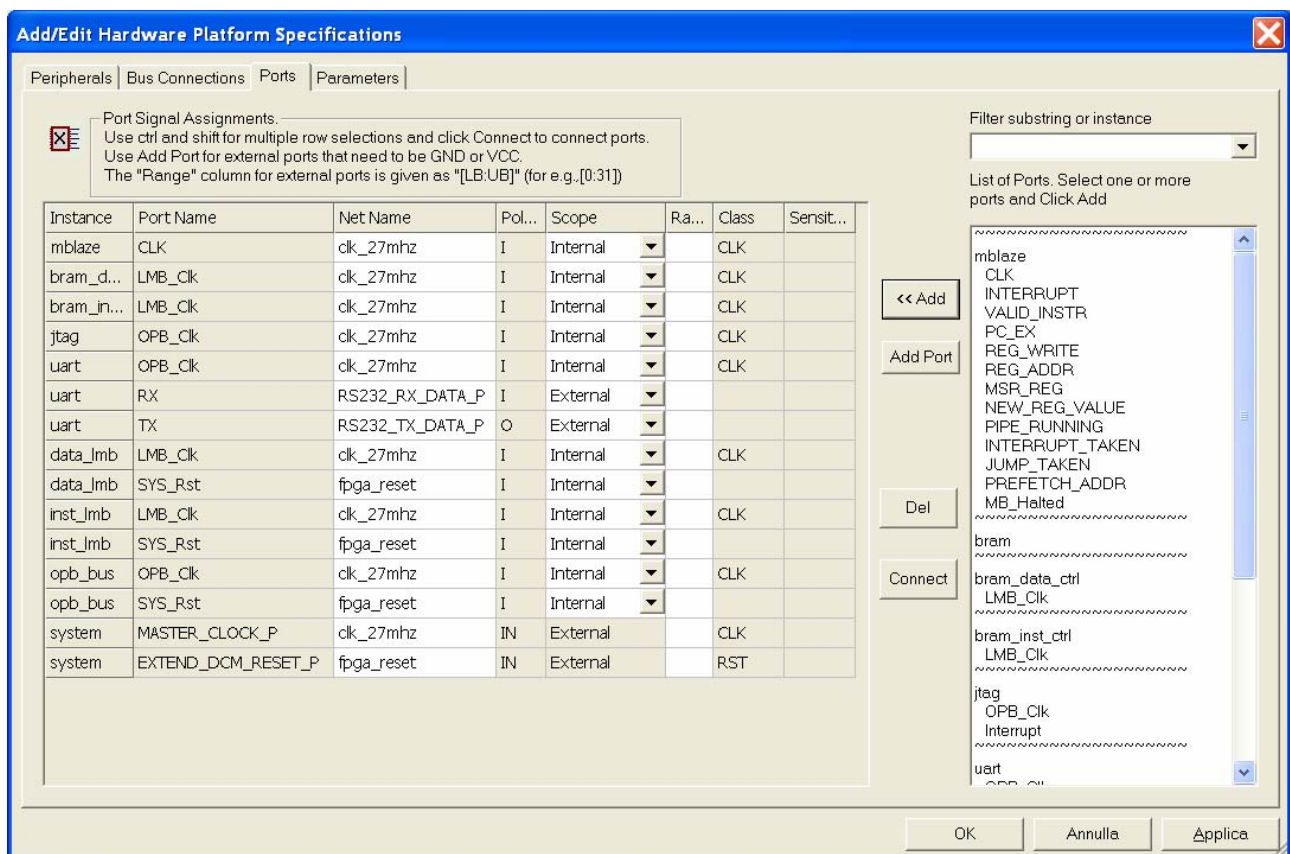 Add/Edit Hardware Platform Specifications
Peripherals Bus Connections Ports Parameters
Port Signal Assignments.
Use ctrl and shift for multiple row selections and click Connect to connect ports.
Use Add Port for external ports that need to be GND or VCC.
The "Range" column for external ports is given as "[LB:UB]" (for e.g.,[0:31])
Instance Port Name Net Name Pol... Scope Ra... Class Sensit...
mblaze CLK clk_27mhz I Internal CLK
bram_d... LMB_Clk clk_27mhz I Internal CLK
bram_in... LMB_Clk clk_27mhz I Internal CLK
jtag OPB_Clk clk_27mhz I Internal CLK
uart OPB_Clk clk_27mhz I Internal CLK
uart RX RS232_RX_DATA_P I External
uart TX RS232_TX_DATA_P O External
data_lmb LMB_Clk clk_27mhz I Internal CLK
data_lmb SYS_Rst fpga_reset I Internal
inst_lmb LMB_Clk clk_27mhz I Internal CLK
inst_lmb SYS_Rst fpga_reset I Internal
opb_bus OPB_Clk clk_27mhz I Internal CLK
opb_bus SYS_Rst fpga_reset I Internal
system MASTER_CLOCK_P clk_27mhz IN External CLK
system EXTEND_DCM_RESET_P fpga_reset IN External RST
<< Add
Add Port
Del
Connect
Filter substring or instance
List of Ports. Select one or more
ports and Click Add
~~~~~~~~~~~~~~~~~~~~~
mblaze
CLK
INTERRUPT
VALID_INSTR
PC_EX
REG_WRITE
REG_ADDR
MSR_REG
NEW_REG_VALUE
PIPE_RUNNING
INTERRUPT_TAKEN
JUMP_TAKEN
PREFETCH_ADDR
MB_Halted
~~~~~~~~~~~~~~~~~~~~~
bram
~~~~~~~~~~~~~~~~~~~~~
bram_data_ctrl
LMB_Clk
~~~~~~~~~~~~~~~~~~~~~
bram_inst_ctrl
LMB_Clk
~~~~~~~~~~~~~~~~~~~~~
jtag
OPB_Clk
Interrupt
~~~~~~~~~~~~~~~~~~~~~
uart
OK Annulla Applica